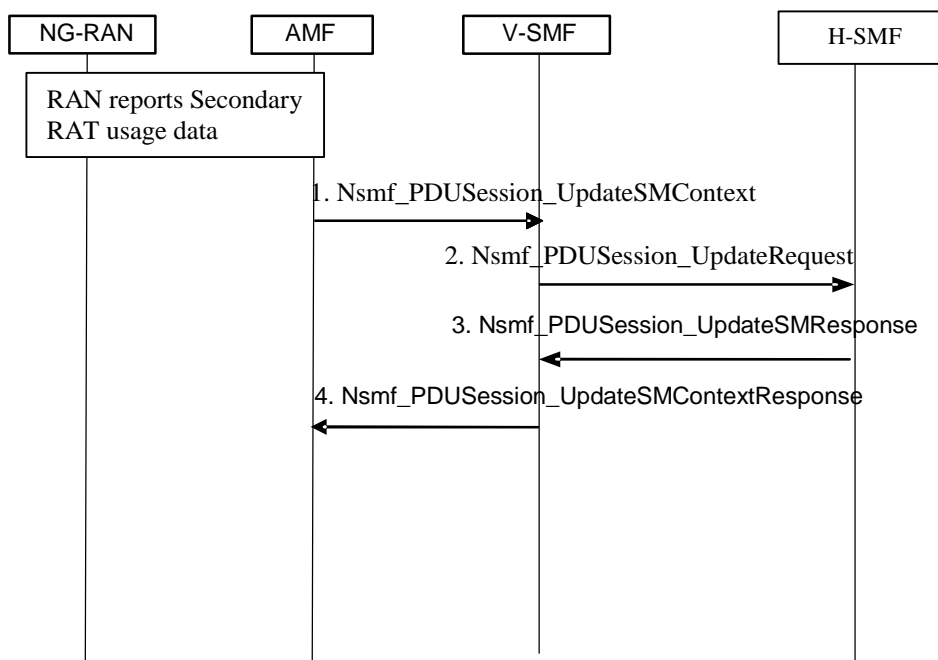 NG-RAN
AMF
V-SMF
H-SMF
RAN reports Secondary
RAT usage data
1. Nsmf_PDUSession_UpdateSMContext
2. Nsmf_PDUSession_UpdateRequest
3. Nsmf_PDUSession_UpdateSMResponse
4. Nsmf_PDUSession_UpdateSMContextResponse